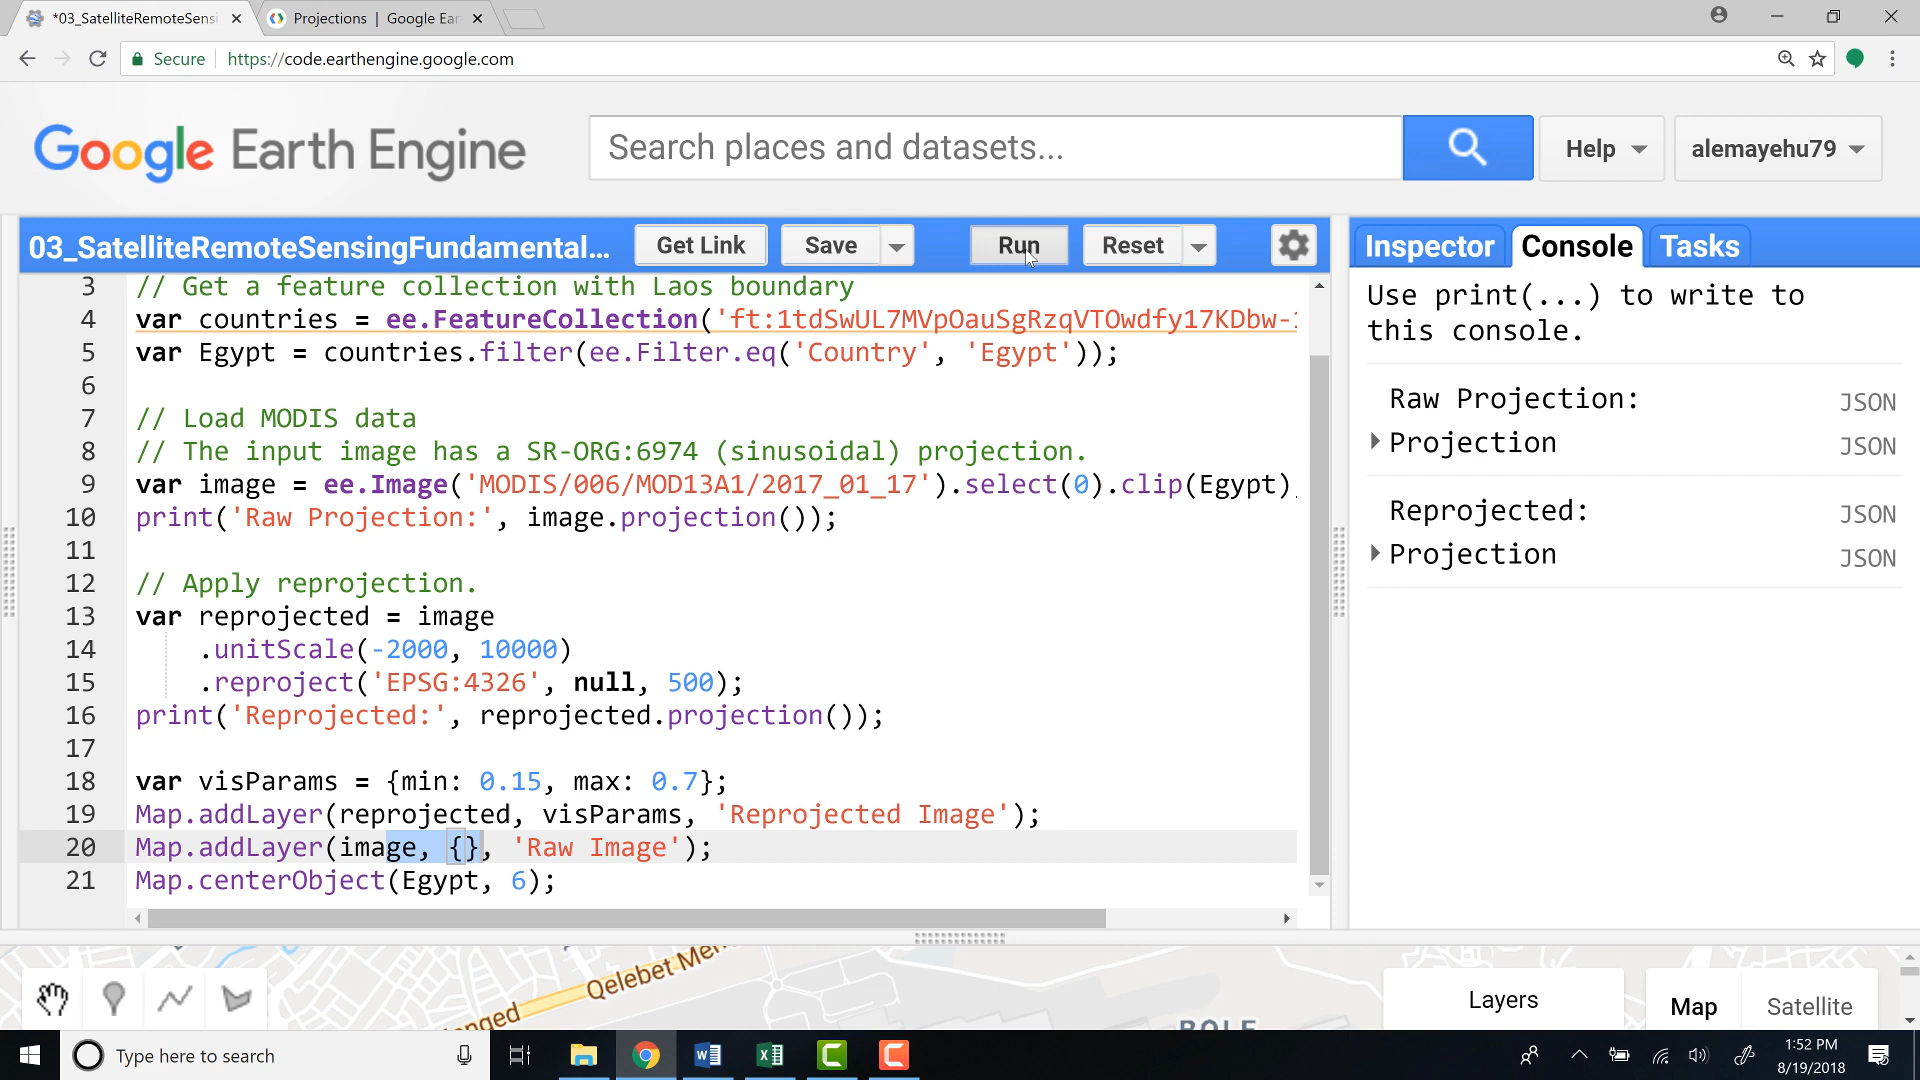 *03_SatelliteRemoteSensi
Projections | Google Ear
Secure
https://code.earthengine.google.com
Google Earth Engine
Search places and datasets...
Help
alemayehu79
03_SatelliteRemoteSensingFundamental...
Get Link
Save
Run
Reset
Inspector
Console
Tasks
3 // Get a feature collection with Laos boundary
4 var countries = ee.FeatureCollection('ft:1tdSwUL7MVpOauSgRzqVTOwdfy17KDbw-1
5 var Egypt = countries.filter(ee.Filter.eq('Country', 'Egypt'));
6
7 // Load MODIS data
8 // The input image has a SR-ORG:6974 (sinusoidal) projection.
9 var image = ee.Image('MODIS/006/MOD13A1/2017_01_17').select(0).clip(Egypt)
10 print('Raw Projection:', image.projection());
11
12 // Apply reprojection.
13 var reprojected = image
14 .unitScale(-2000, 10000)
15 .reproject('EPSG:4326', null, 500);
16 print('Reprojected:', reprojected.projection());
17
18 var visParams = {min: 0.15, max: 0.7};
19 Map.addLayer(reprojected, visParams, 'Reprojected Image');
20 Map.addLayer(image, {}, 'Raw Image');
21 Map.centerObject(Egypt, 6);
Use print(...) to write to
this console.
Raw Projection: JSON
Projection JSON
Reprojected: JSON
Projection JSON
Qelebet Me
nged
BOLE
Layers
Map
Satellite
Type here to search
1:52 PM
8/19/2018